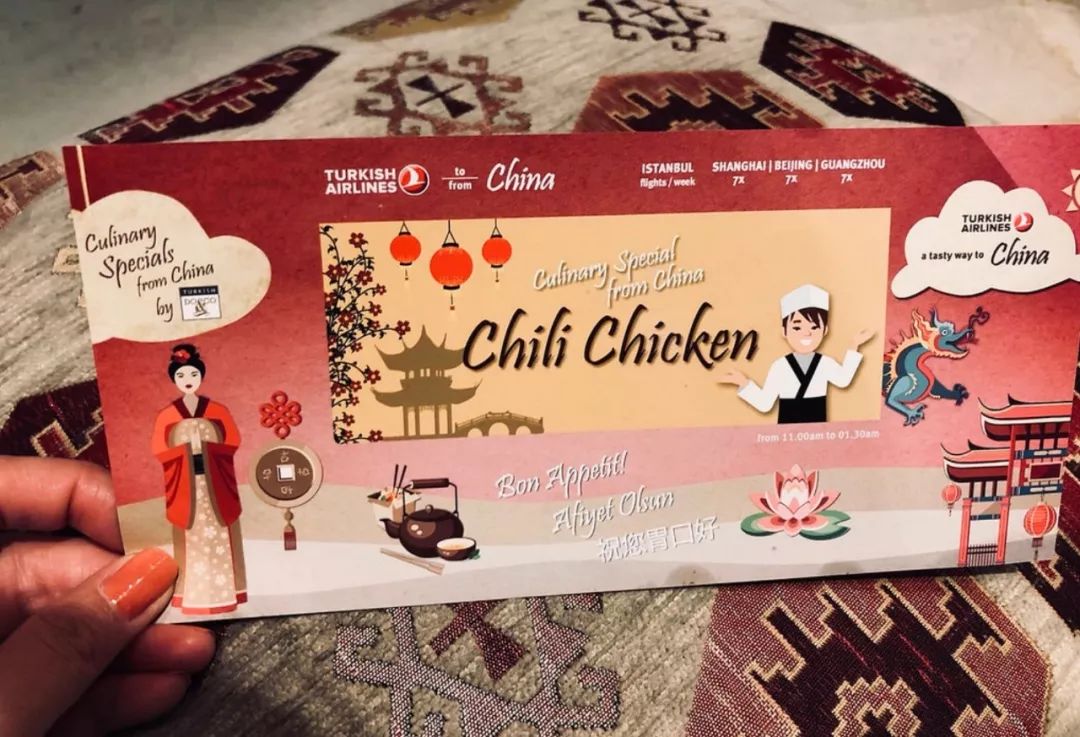 TURKISH
AIRLINES
to
from
China
ISTANBUL
flights / week
SHANGHAI | BEIJING | GUANGZHOU
7X 7X 7X
Culinary
Specials
from China
by
TURKISH
DO&CO
Culinary Special
from China
Chili Chicken
from 11.00am to 01.30am
TURKISH
AIRLINES
a tasty way to China
Bon Appetit!
Afiyet Olsun
祝您胃口好